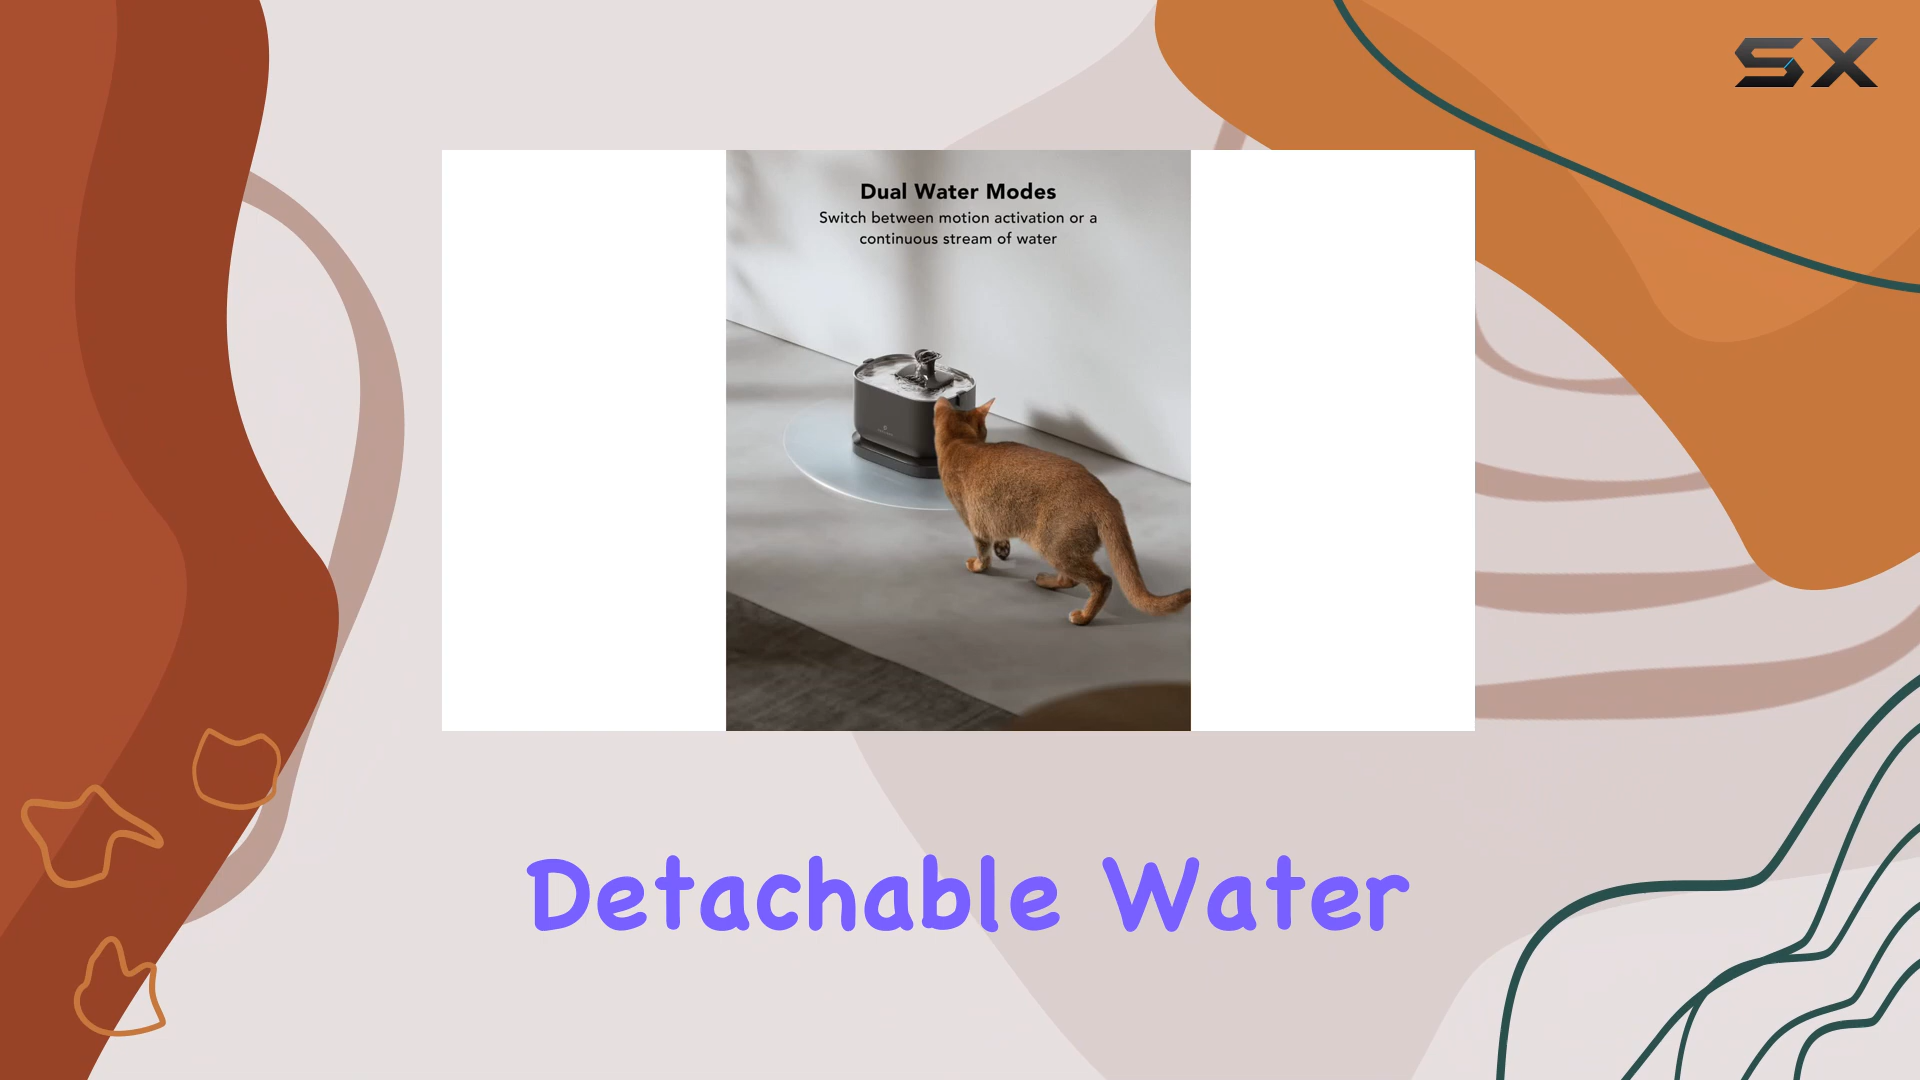 SX
Dual Water Modes
Switch between motion activation or a
continuous stream of water
Detachable Water